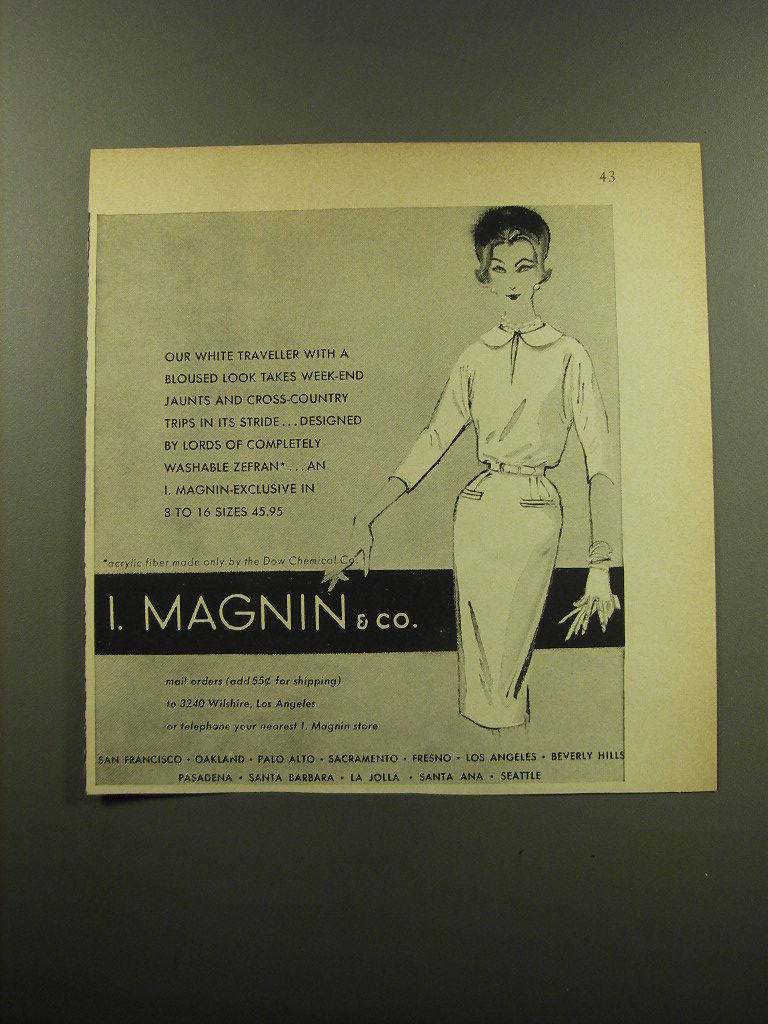 43
OUR WHITE TRAVELLER WITH A
BLOUSED LOOK TAKES WEEK-END
JAUNTS AND CROSS-COUNTRY
TRIPS IN ITS STRIDE...DESIGNED
BY LORDS OF COMPLETELY
WASHABLE ZEFRAN*...AN
I. MAGNIN-EXCLUSIVE IN
8 TO 16 SIZES 45.95
*acrylic fiber made only by the Dow Chemical Co.
I. MAGNIN & CO.
mail orders (add 55¢ for shipping)
to 3240 Wilshire, Los Angeles
or telephone your nearest I. Magnin store
SAN FRANCISCO • OAKLAND • PALO ALTO • SACRAMENTO • FRESNO • LOS ANGELES • BEVERLY HILLS
PASADENA • SANTA BARBARA • LA JOLLA • SANTA ANA • SEATTLE